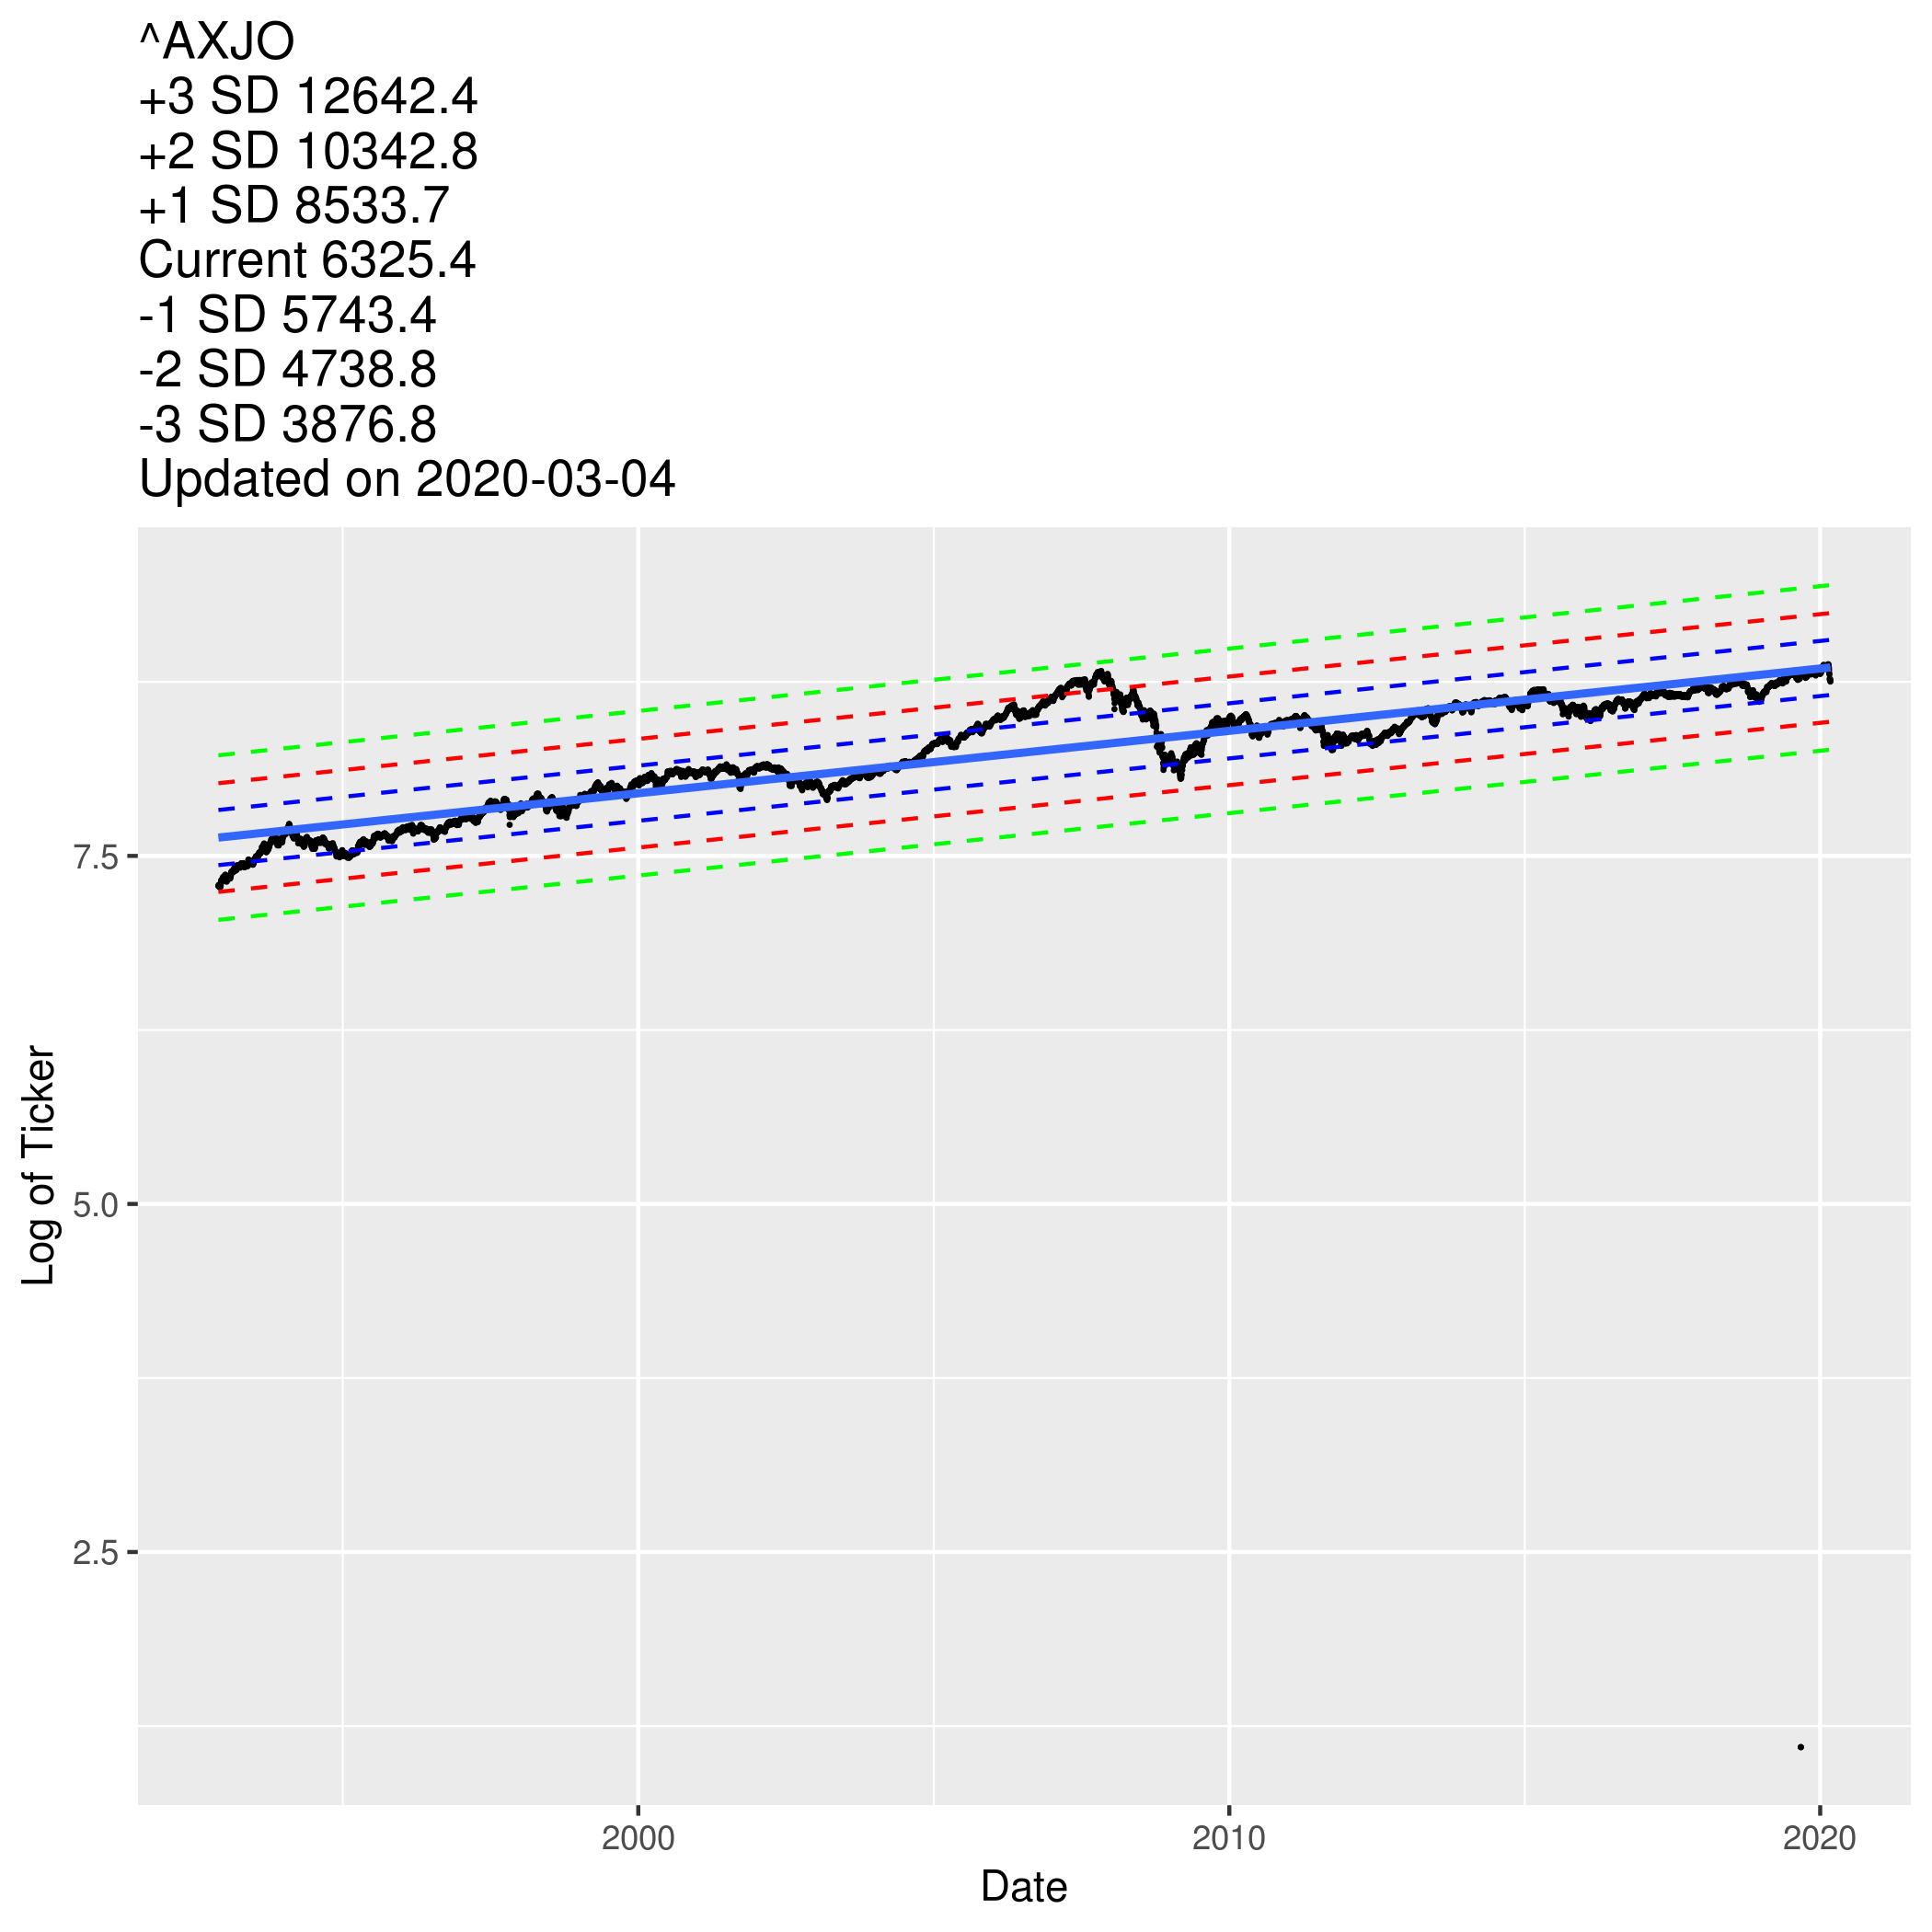 ^AXJO
+3 SD 12642.4
+2 SD 10342.8
+1 SD 8533.7
Current 6325.4
-1 SD 5743.4
-2 SD 4738.8
-3 SD 3876.8
Updated on 2020-03-04
Log of Ticker
7.5
5.0
2.5
2000 2010 2020
Date